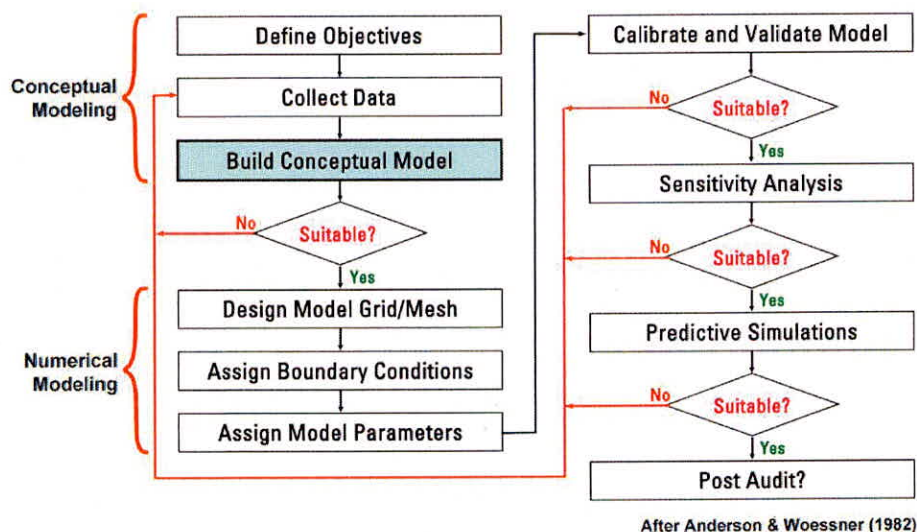 Conceptual
Modeling
Define Objectives
Collect Data
Build Conceptual Model
No
Suitable?
Yes
Numerical
Modeling
Design Model Grid/Mesh
Assign Boundary Conditions
Assign Model Parameters
Calibrate and Validate Model
No
Suitable?
Yes
Sensitivity Analysis
No
Suitable?
Yes
Predictive Simulations
No
Suitable?
Yes
Post Audit?
After Anderson & Woessner (1982)